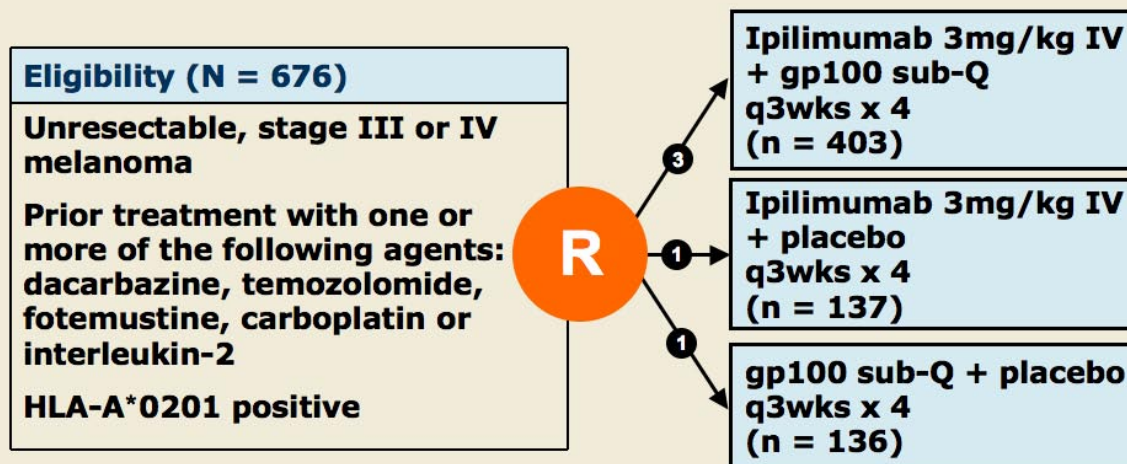 Eligibility (N = 676)
Unresectable, stage III or IV
melanoma
Prior treatment with one or
more of the following agents:
dacarbazine, temozolomide,
fotemustine, carboplatin or
interleukin-2
HLA-A*0201 positive
R
3
1
1
Ipilimumab 3mg/kg IV
+ gp100 sub-Q
q3wks x 4
(n = 403)
Ipilimumab 3mg/kg IV
+ placebo
q3wks x 4
(n = 137)
gp100 sub-Q + placebo
q3wks x 4
(n = 136)